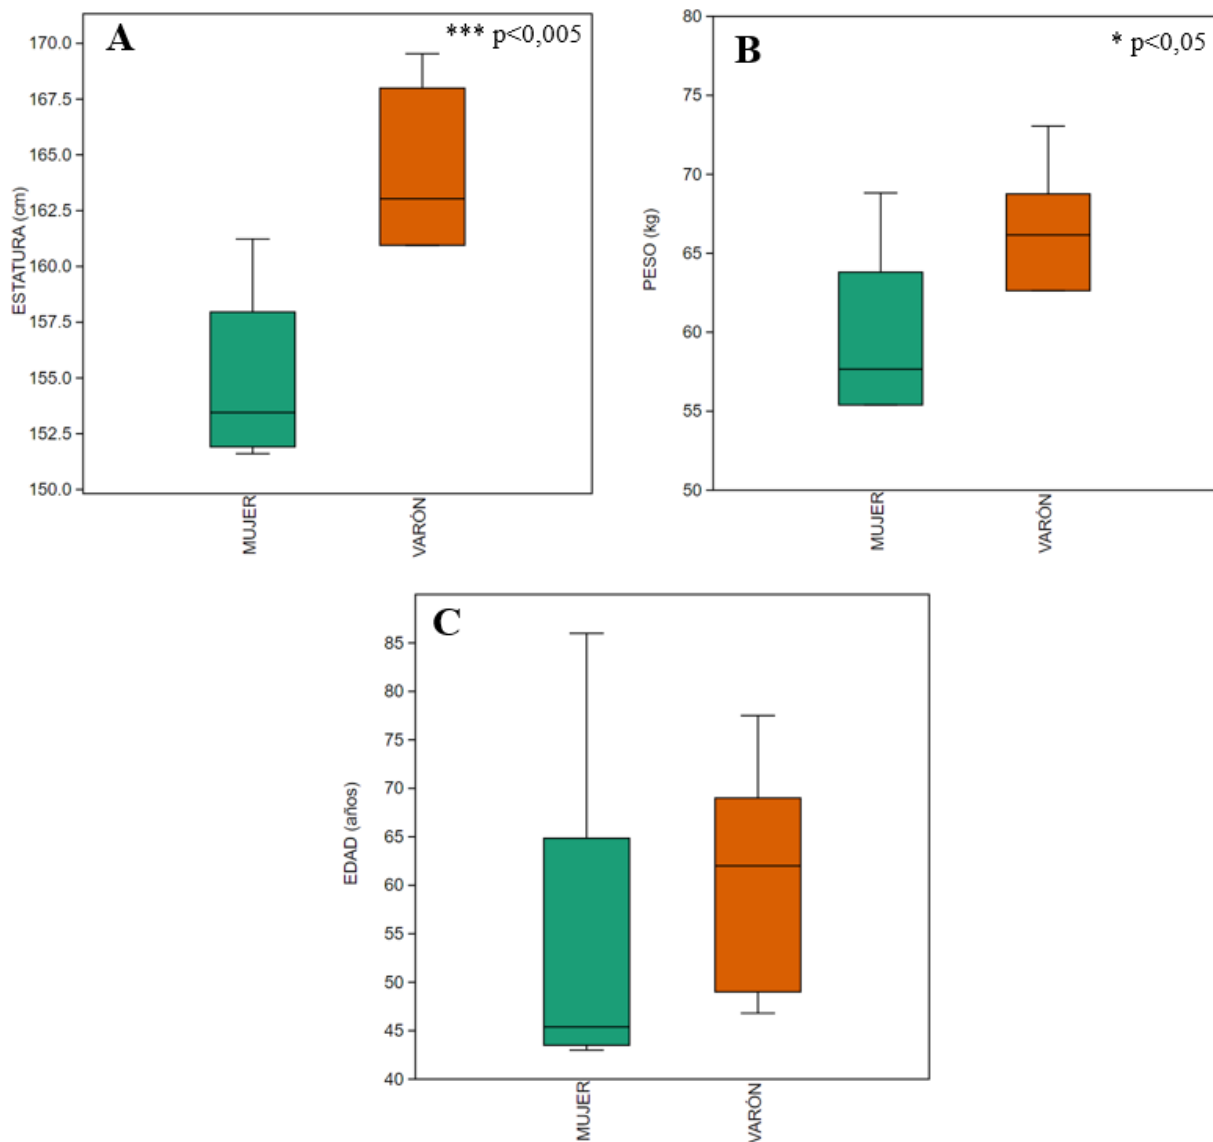 A
*** p<0,005
170.0
167.5
165.0
162.5
160.0
157.5
155.0
152.5
150.0
ESTATURA (cm)
MUJER
VARÓN
B
* p<0,05
80
75
70
65
60
55
50
PESO (kg)
MUJER
VARÓN
C
85
80
75
70
65
60
55
50
45
40
EDAD (años)
MUJER
VARÓN